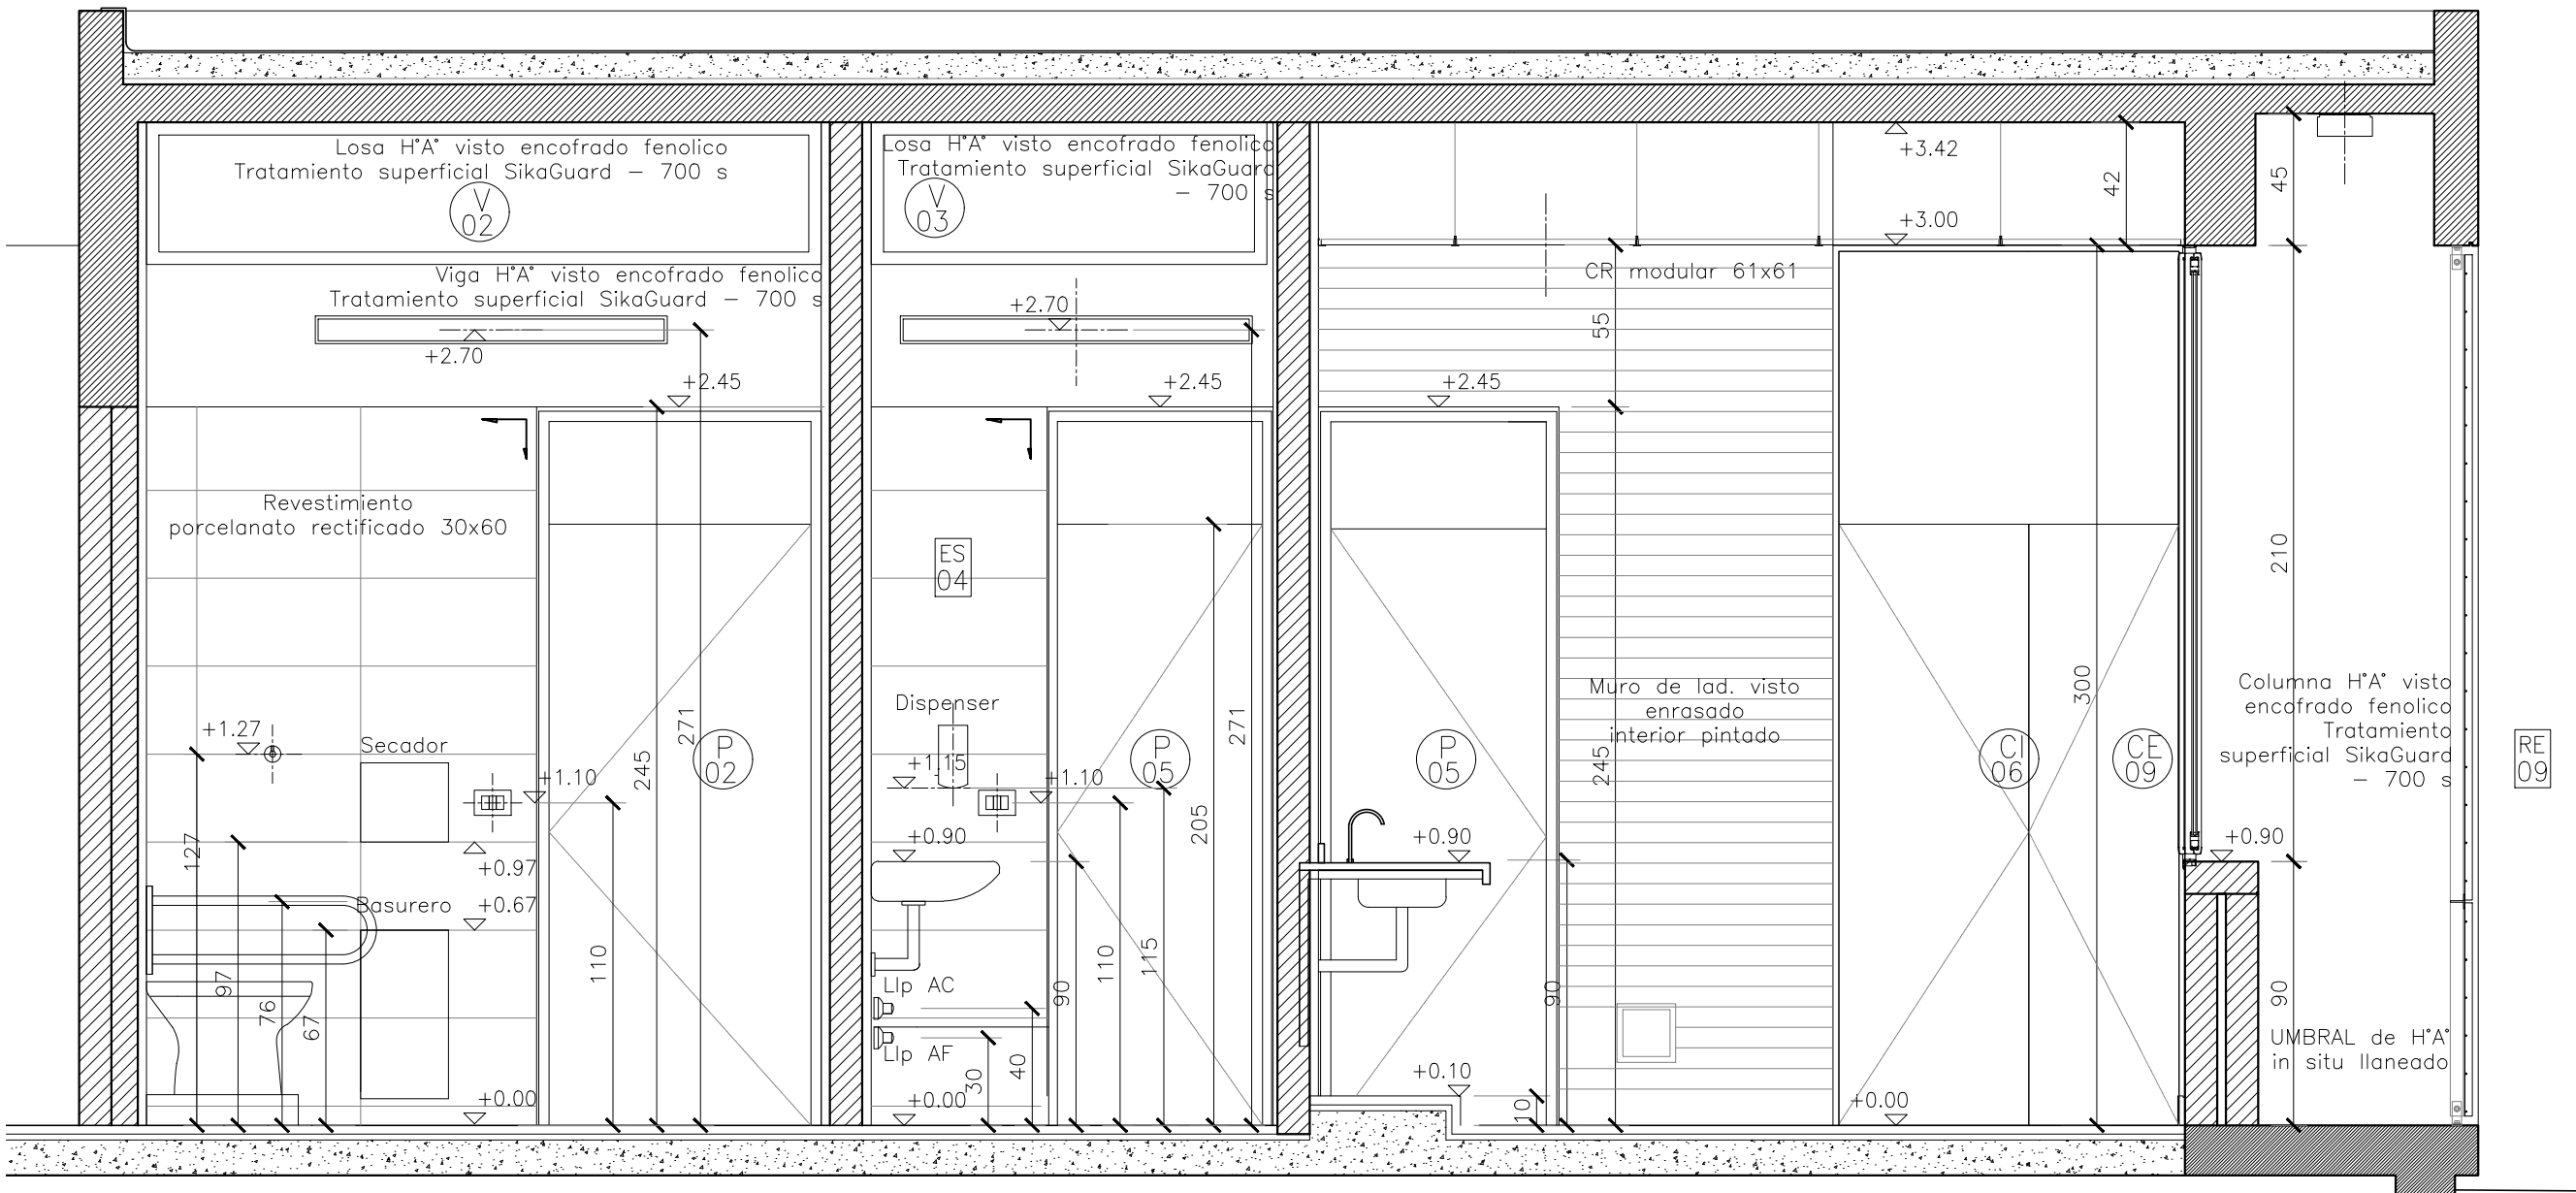 Losa H°A° visto encofrado fenolico
Tratamiento superficial SikaGuard – 700 s
V
02
Viga H°A° visto encofrado fenolico
Tratamiento superficial SikaGuard – 700 s
+2.70
+2.45
Revestimiento
porcelanato rectificado 30x60
+1.27
Secador
+1.10
+0.97
Basurero
+0.67
+0.00
127
97
76
67
110
245
271
P
02
Losa H°A° visto encofrado fenolico
Tratamiento superficial SikaGuard
– 700 s
V
03
+2.70
+2.45
ES
04
Dispenser
+1.15
+1.10
+0.90
Llp AC
Llp AF
+0.00
30
40
90
110
115
205
271
P
05
+3.42
+3.00
42
CR modular 61x61
55
+2.45
Muro de lad. visto
enrasado
interior pintado
P
05
245
+0.90
90
+0.10
10
+0.00
300
CI
06
CE
09
45
210
Columna H°A° visto
encofrado fenolico
Tratamiento
superficial SikaGuard
– 700 s
RE
09
+0.90
90
UMBRAL de H°A°
in situ llaneado